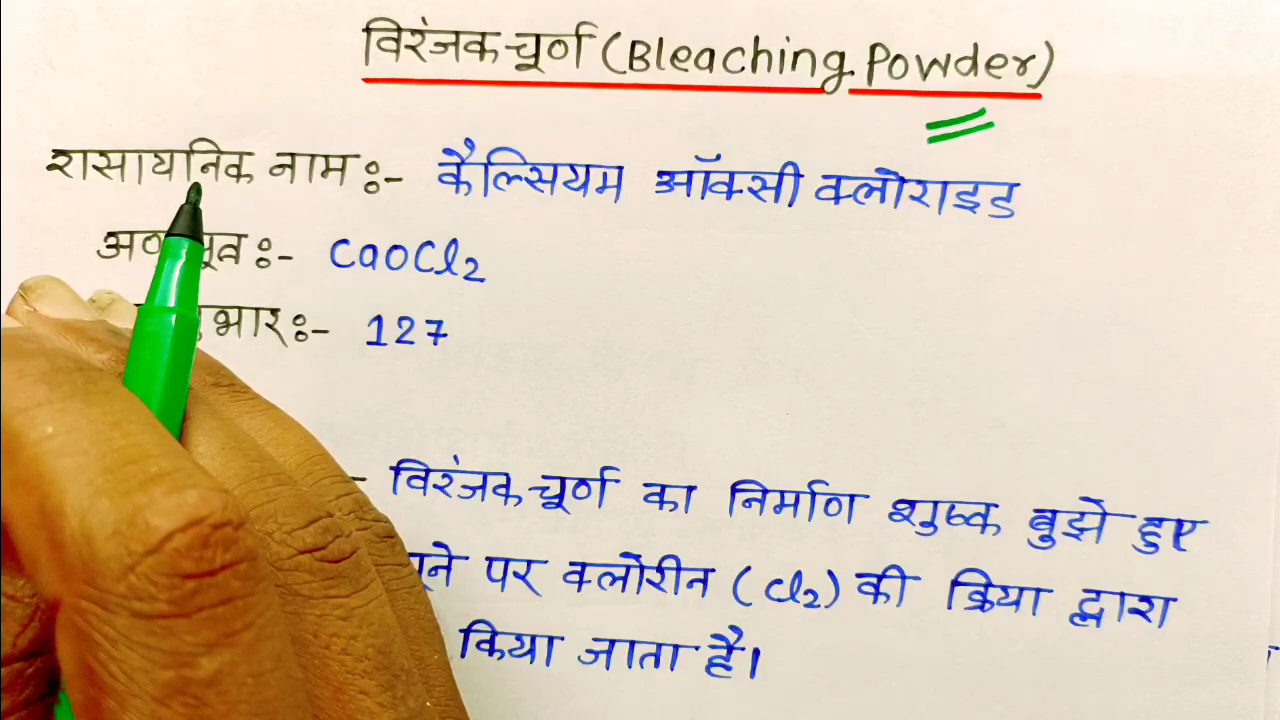 विरंजक चूर्ण (Bleaching Powder)
रासायनिक नाम :- कैल्सियम ऑक्सी क्लोराइड
:- CaOCl₂
भार :- 127
- विरंजक चूर्ण का निर्माण शुष्क बुझे हुए
पर क्लोरीन (Cl₂) की क्रिया द्वारा
किया जाता है।